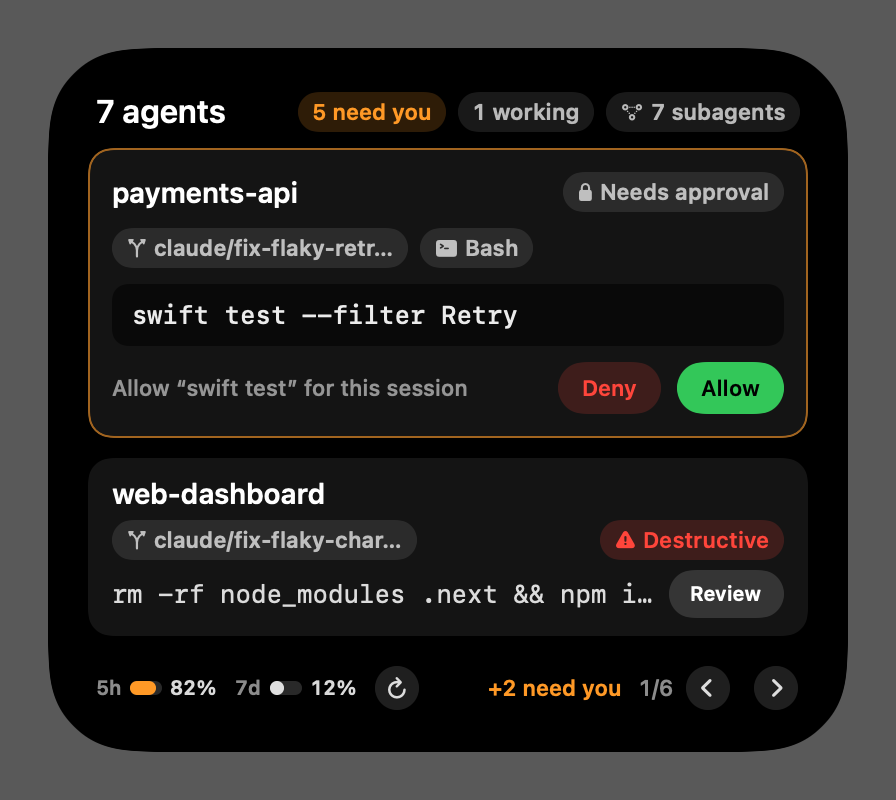 7 agents 5 need you 1 working 7 subagents
payments-api Needs approval
claude/fix-flaky-retr... Bash
swift test --filter Retry
Allow “swift test” for this session Deny Allow
web-dashboard
claude/fix-flaky-char... Destructive
rm -rf node_modules .next && npm i… Review
5h 82% 7d 12% +2 need you 1/6